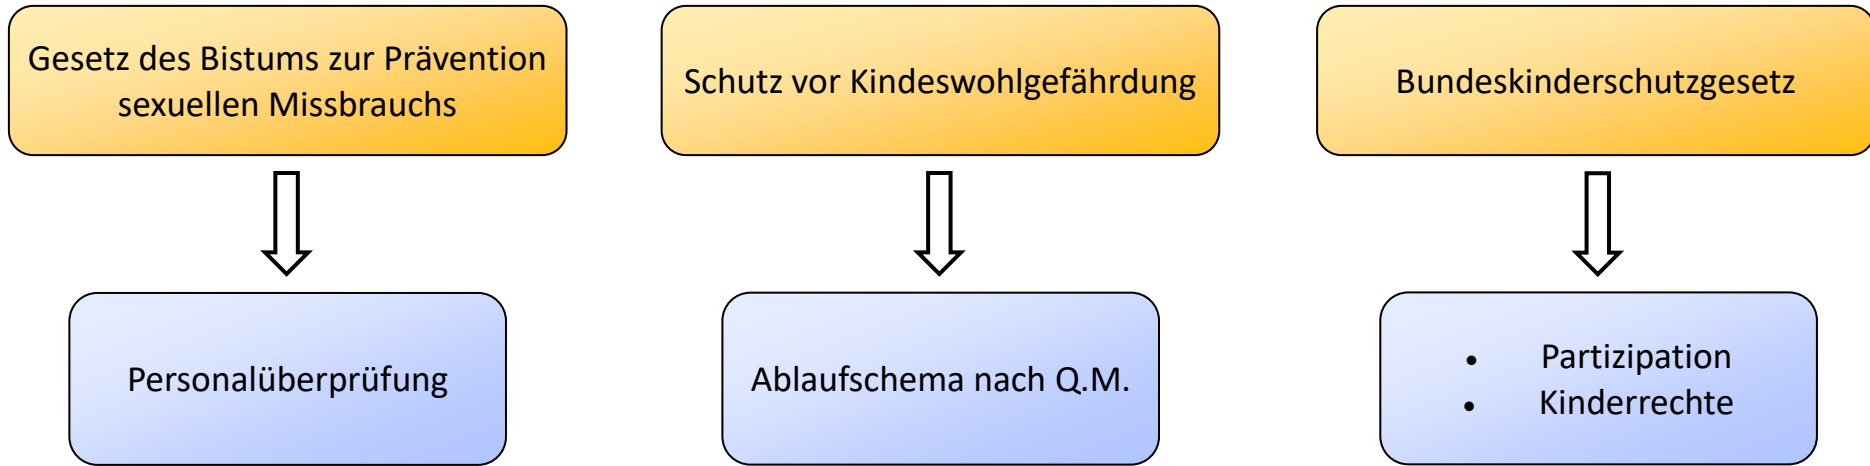 Gesetz des Bistums zur Prävention
sexuellen Missbrauchs
Schutz vor Kindeswohlgefährdung
Bundeskinderschutzgesetz
Personalüberprüfung
Ablaufschema nach Q.M.
• Partizipation
• Kinderrechte